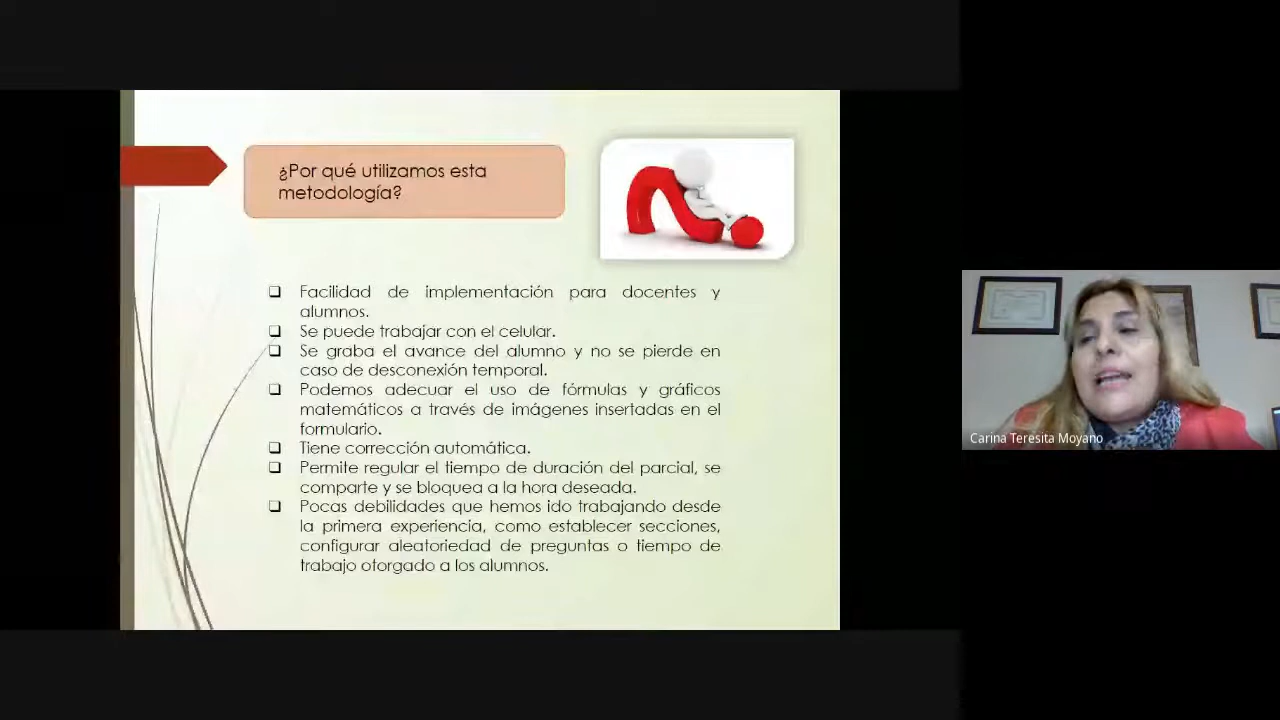 ¿Por qué utilizamos esta
metodología?
❑ Facilidad de implementación para docentes y
alumnos.
❑ Se puede trabajar con el celular.
❑ Se graba el avance del alumno y no se pierde en
caso de desconexión temporal.
❑ Podemos adecuar el uso de fórmulas y gráficos
matemáticos a través de imágenes insertadas en el
formulario.
❑ Tiene corrección automática.
❑ Permite regular el tiempo de duración del parcial, se
comparte y se bloquea a la hora deseada.
❑ Pocas debilidades que hemos ido trabajando desde
la primera experiencia, como establecer secciones,
configurar aleatoriedad de preguntas o tiempo de
trabajo otorgado a los alumnos.
Carina Teresita Moyano